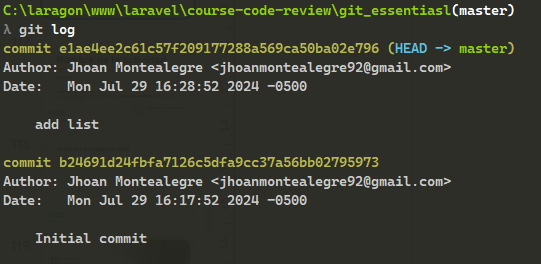 C:\laragon\www\laravel\course-code-review\git_essentiasl(master)
λ git log
commit e1ae4ee2c61c57f209177288a569ca50ba02e796 (HEAD -> master)
Author: Jhoan Montealegre <jhoanmontealegre92@gmail.com>
Date:   Mon Jul 29 16:28:52 2024 -0500
    add list
commit b24691d24fbfa7126c5dfa9cc37a56bb02795973
Author: Jhoan Montealegre <jhoanmontealegre92@gmail.com>
Date:   Mon Jul 29 16:17:52 2024 -0500
    Initial commit